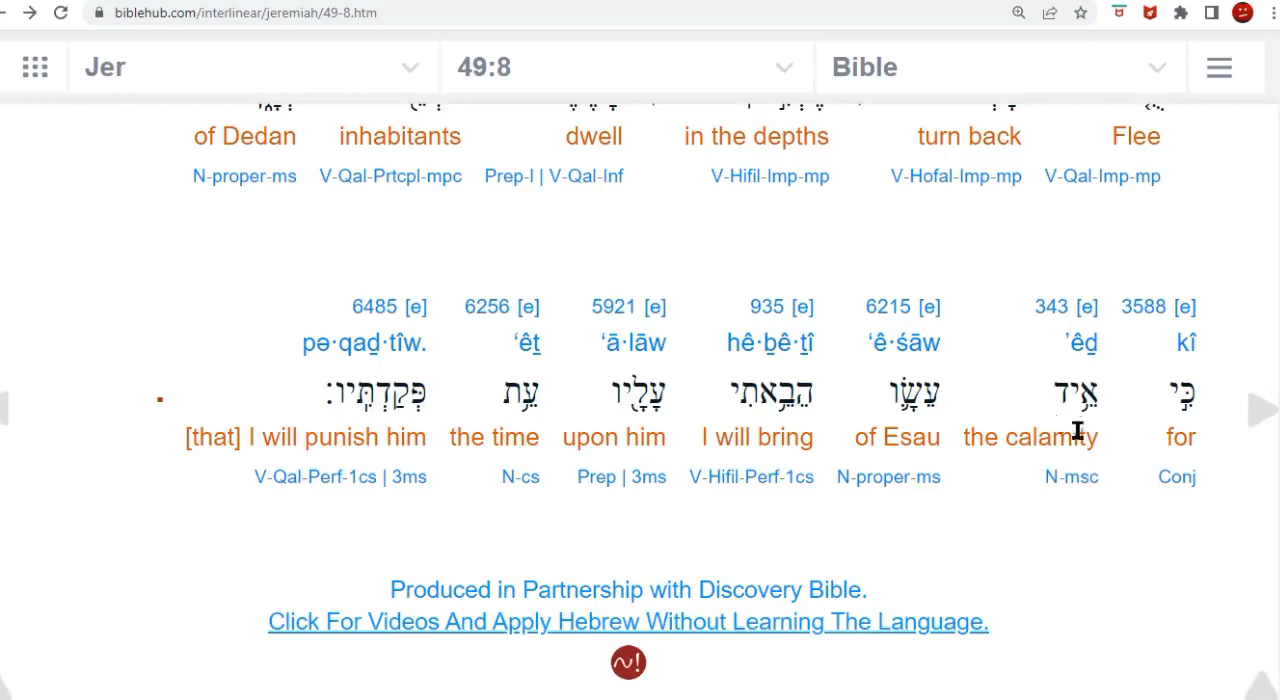 biblehub.com/interlinear/jeremiah/49-8.htm
Jer 49:8 Bible
of Dedan inhabitants dwell in the depths turn back Flee
N-proper-ms V-Qal-Prtcpl-mpc Prep-l | V-Qal-Inf V-Hifil-Imp-mp V-Hofal-Imp-mp V-Qal-Imp-mp
6485 [e] 6256 [e] 5921 [e] 935 [e] 6215 [e] 343 [e] 3588 [e]
pə·qaḏ·tîw. ‘êṯ ‘ā·lāw hê·ḇê·ṯî ‘ê·śāw ’êḏ kî
כִּ֣י אֵ֥יד עֵשָׂ֛ו הֵבֵ֥אתִי עָלָ֖יו עֵ֥ת פְּקַדְתִּֽיו׃ .
[that] I will punish him the time upon him I will bring of Esau the calamity for
V-Qal-Perf-1cs | 3ms N-cs Prep | 3ms V-Hifil-Perf-1cs N-proper-ms N-msc Conj
Produced in Partnership with Discovery Bible.
Click For Videos And Apply Hebrew Without Learning The Language.